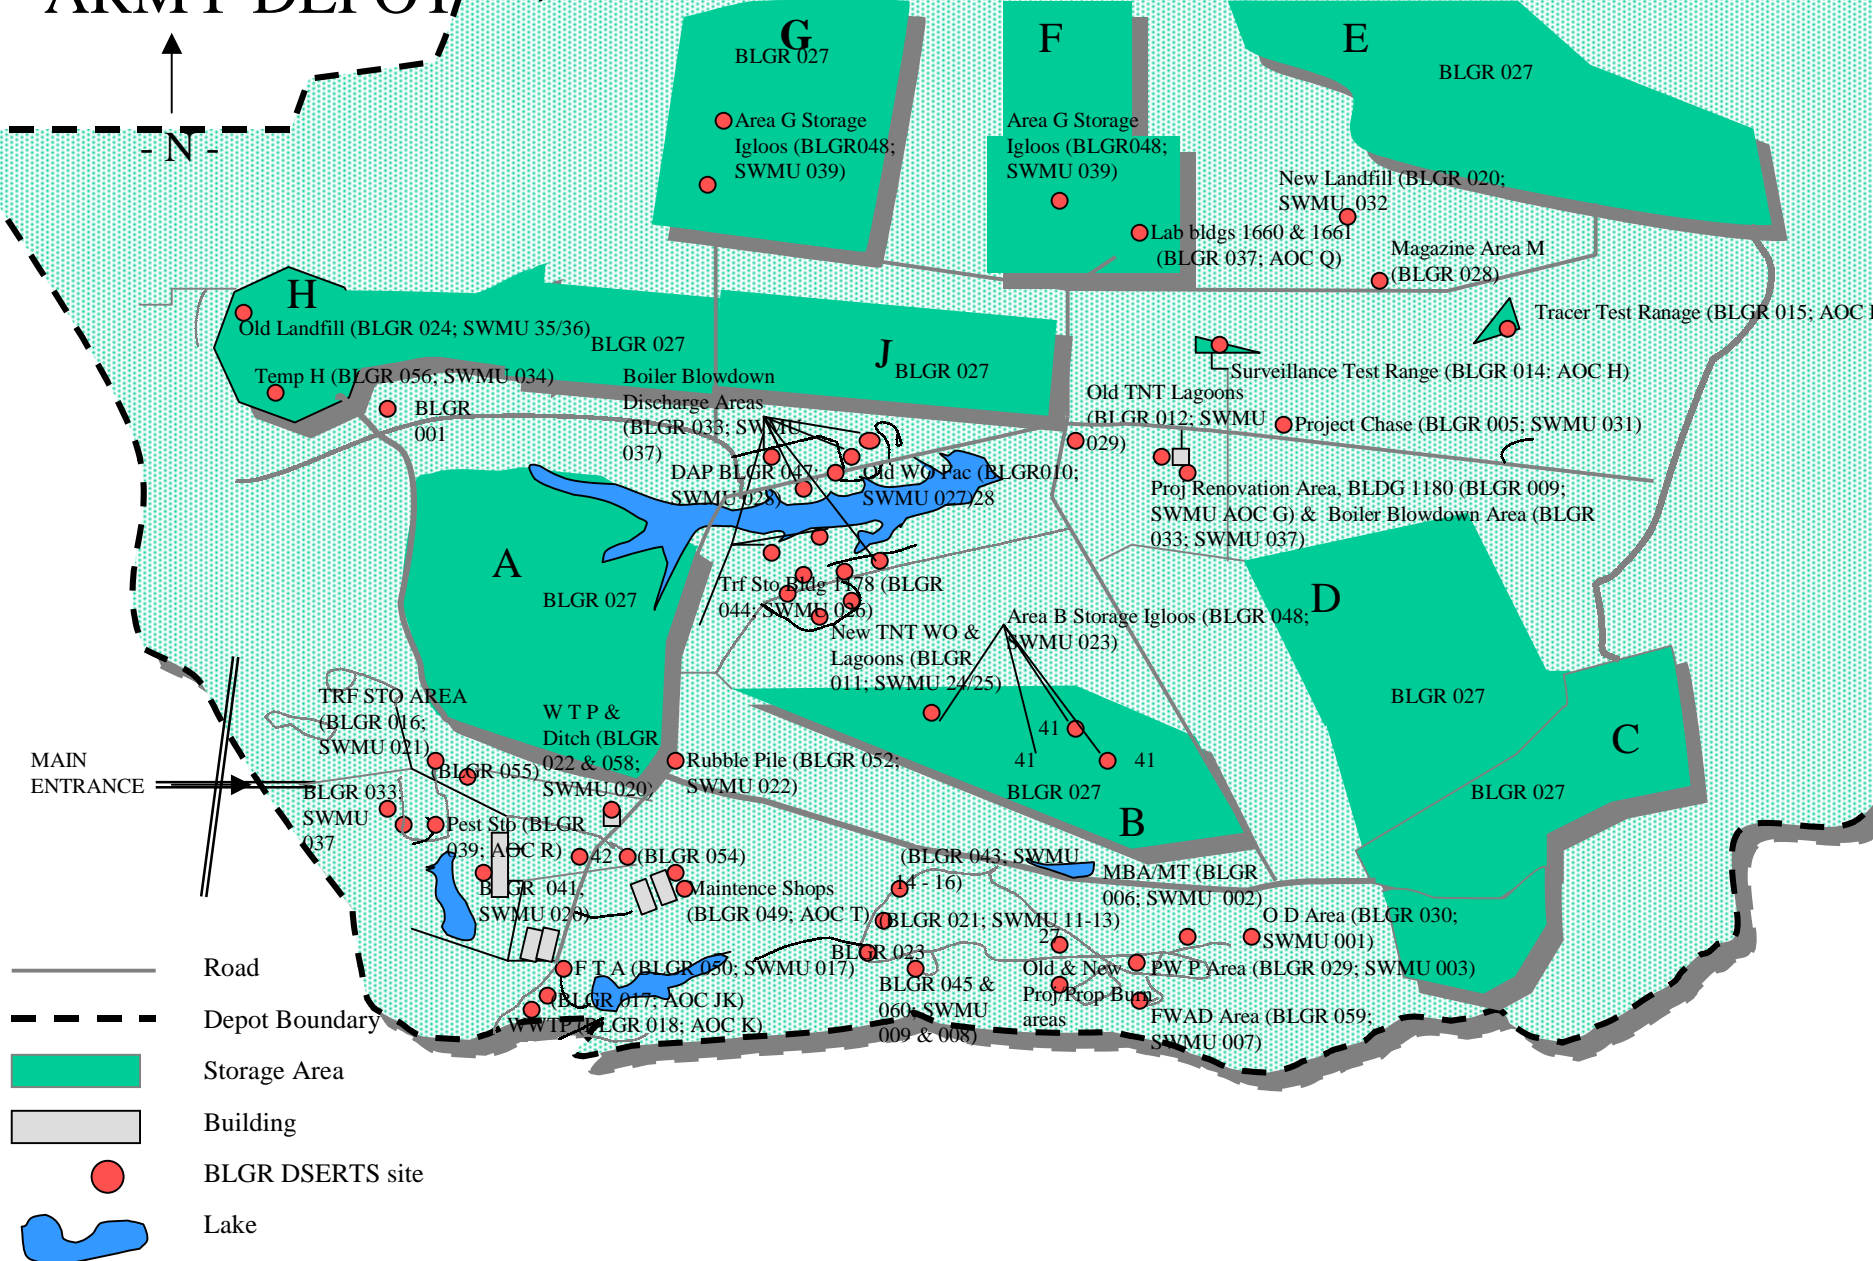 ARMY DEPOT
- N -
G
BLGR 027
F
E
BLGR 027
Area G Storage
Igloos (BLGR048;
SWMU 039)
Area G Storage
Igloos (BLGR048;
SWMU 039)
New Landfill (BLGR 020;
SWMU 032
Lab bldgs 1660 & 1661
(BLGR 037; AOC Q)
Magazine Area M
(BLGR 028)
H
Old Landfill (BLGR 024; SWMU 35/36)
BLGR 027
Temp H (BLGR 056; SWMU 034)
BLGR
001
J
BLGR 027
Tracer Test Ranage (BLGR 015; AOC
Surveillance Test Range (BLGR 014: AOC H)
Boiler Blowdown
Discharge Areas
(BLGR 033; SWMU
037)
Old TNT Lagoons
(BLGR 012; SWMU
029)
Project Chase (BLGR 005; SWMU 031)
DAP BLGR 047;
SWMU 028)
Old WO Fac (BLGR010;
SWMU 027)28
Proj Renovation Area, BLDG 1180 (BLGR 009;
SWMU AOC G) & Boiler Blowdown Area (BLGR
033; SWMU 037)
A
BLGR 027
Trf Sto Bldg 1178 (BLGR
044; SWMU 026)
D
Area B Storage Igloos (BLGR 048;
SWMU 023)
New TNT WO &
Lagoons (BLGR
011; SWMU 24/25)
BLGR 027
TRF STO AREA
(BLGR 016;
SWMU 021)
W T P &
Ditch (BLGR
022 & 058;
SWMU 020)
41
41
41
BLGR 027
B
C
BLGR 027
MAIN
ENTRANCE
(BLGR 055)
Rubble Pile (BLGR 052;
SWMU 022)
BLGR 033,
SWMU
037
Pest Sto (BLGR
039; AOC R)
42
(BLGR 054)
(BLGR 043; SWMU
14 - 16)
MBA/MT (BLGR
006; SWMU 002)
BLGR 041,
SWMU 020)
Maintence Shops
(BLGR 049; AOC T)
(BLGR 021; SWMU 11-13)
O D Area (BLGR 030;
SWMU 001)
27
BLGR 023
F T A (BLGR 050; SWMU 017)
Old & New
Proj/Prop Burn
areas
PW P Area (BLGR 029; SWMU 003)
BLGR 045 &
060; SWMU
009 & 008)
(BLGR 017; AOC JK)
WWTP (BLGR 018; AOC K)
FWAD Area (BLGR 059;
SWMU 007)
Road
Depot Boundary
Storage Area
Building
BLGR DSERTS site
Lake